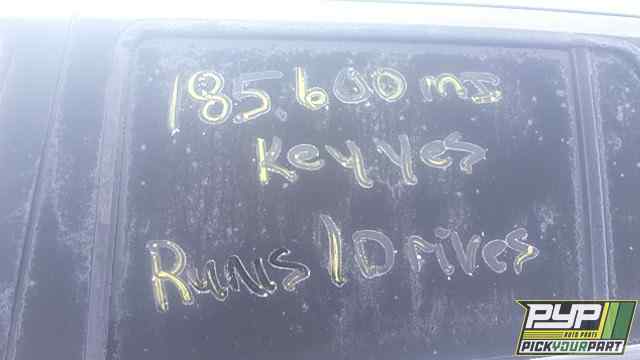 185,600 mi
Key Yes
Runs / Drives
PYP
AUTO PARTS
PICKYOURPART